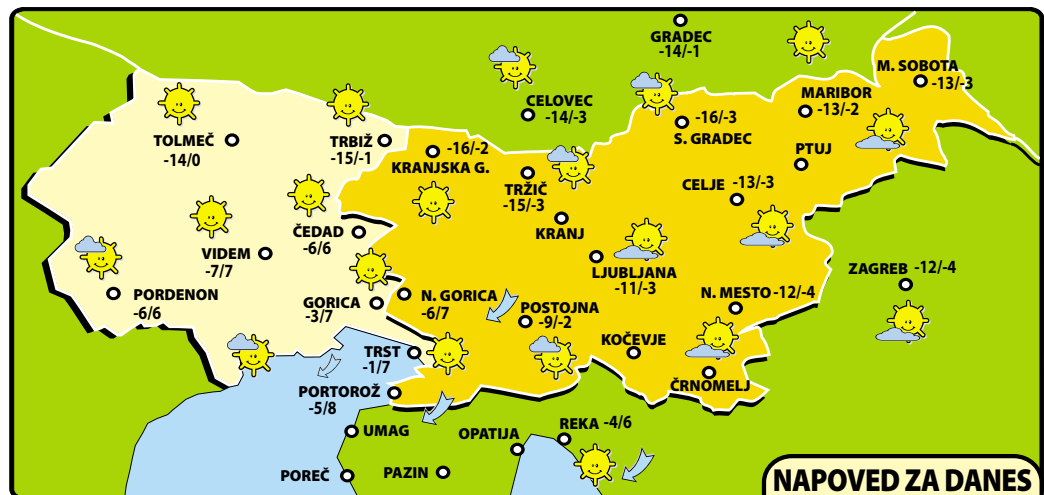 GRADEC
-14/-1
M. SOBOTA
-13/-3
CELOVEC
-14/-3
MARIBOR
-13/-2
-16/-3
S. GRADEC
TOLMEČ
-14/0
TRBIŽ
-15/-1
-16/-2
KRANJSKA G.
PTUJ
TRŽIČ
-15/-3
CELJE -13/-3
KRANJ
ČEDAD
-6/6
VIDEM
-7/7
LJUBLJANA
-11/-3
ZAGREB -12/-4
PORDENON
-6/6
GORICA
-3/7
N. GORICA
-6/7
POSTOJNA
-9/-2
N. MESTO -12/-4
KOČEVJE
TRST
-1/7
ČRNOMELJ
PORTOROŽ
-5/8
UMAG
OPATIJA
REKA -4/6
POREČ
PAZIN
NAPOVED ZA DANES